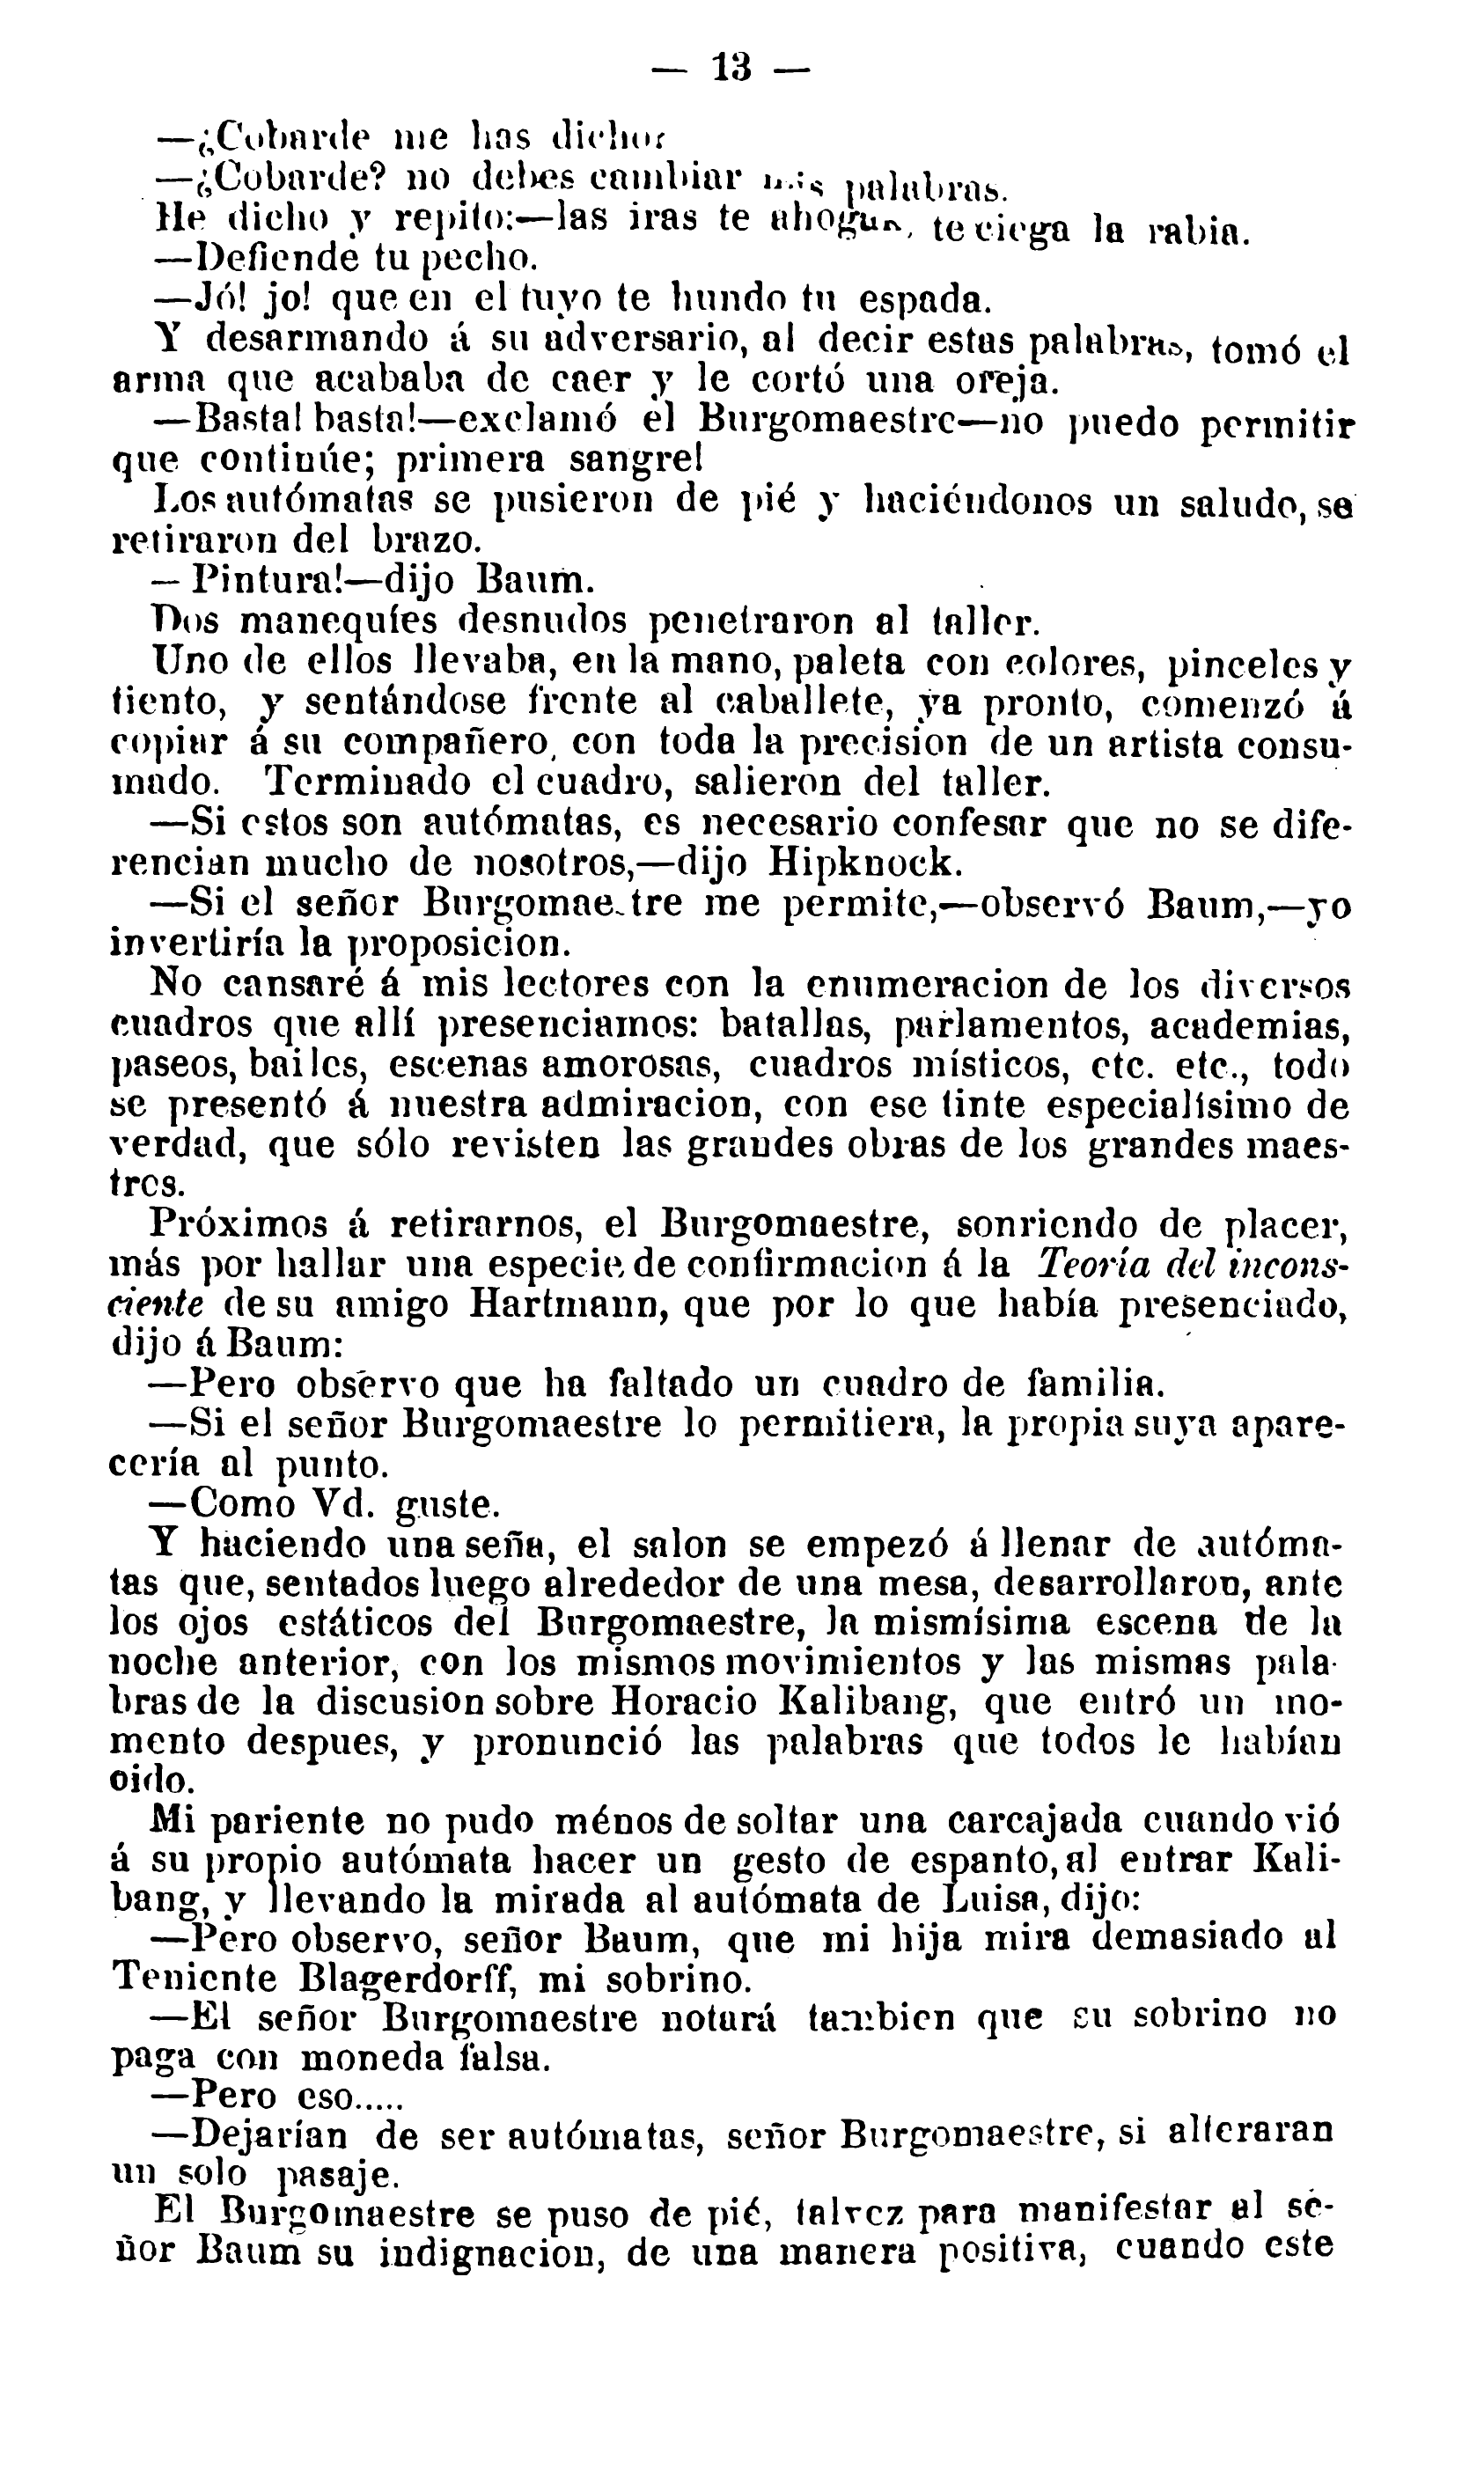 — 13 —
—¿Cobarde me has dicho?
—¿Cobarde? no debes cambiar mis palabras.
He dicho y repito:—las iras te ahogan, te ciega la rabia.
—Defiende tu pecho.
—Jó! jo! que en el tuyo te hundo tu espada.
Y desarmando á su adversario, al decir estas palabras, tomó el
arma que acababa de caer y le cortó una oreja.
—Basta! basta!—exclamó el Burgomaestre—no puedo permitir
que continúe; primera sangre!
Los autómatas se pusieron de pié y haciéndonos un saludo, se
retiraron del brazo.
— Pintura!—dijo Baum.
Dos manequíes desnudos penetraron al taller.
Uno de ellos llevaba, en la mano, paleta con colores, pinceles y
tiento, y sentándose frente al caballete, ya pronto, comenzó á
copiar á su compañero, con toda la precision de un artista consu-
mado. Terminado el cuadro, salieron del taller.
—Si estos son autómatas, es necesario confesar que no se dife-
rencian mucho de nosotros,—dijo Hipknock.
—Si el señor Burgomaestre me permite,—observó Baum,—yo
invertiría la proposicion.
No cansaré á mis lectores con la enumeracion de los diversos
cuadros que allí presenciamos: batallas, parlamentos, academias,
paseos, bailes, escenas amorosas, cuadros místicos, etc. etc., todo
se presentó á nuestra admiracion, con ese tinte especialísimo de
verdad, que sólo revisten las grandes obras de los grandes maes-
tros.
Próximos á retirarnos, el Burgomaestre, sonriendo de placer,
más por hallar una especie de confirmacion á la Teoría del incons-
ciente de su amigo Hartmann, que por lo que había presenciado,
dijo á Baum:
—Pero observo que ha faltado un cuadro de familia.
—Si el señor Burgomaestre lo permitiera, la propia suya apare-
cería al punto.
—Como Vd. guste.
Y haciendo una seña, el salon se empezó á llenar de autóma-
tas que, sentados luego alrededor de una mesa, desarrollaron, ante
los ojos estáticos del Burgomaestre, la mismísima escena de la
noche anterior, con los mismos movimientos y las mismas pala-
bras de la discusion sobre Horacio Kalibang, que entró un mo-
mento despues, y pronunció las palabras que todos le habían
oido.
Mi pariente no pudo ménos de soltar una carcajada cuando vió
á su propio autómata hacer un gesto de espanto, al entrar Kali-
bang, y llevando la mirada al autómata de Luisa, dijo:
—Pero observo, señor Baum, que mi hija mira demasiado al
Teniente Blagerdorff, mi sobrino.
—El señor Burgomaestre notará tambien que su sobrino no
paga con moneda falsa.
—Pero eso.....
—Dejarían de ser autómatas, señor Burgomaestre, si alteraran
un solo pasaje.
El Burgomaestre se puso de pié, talvez para manifestar al se-
ñor Baum su indignacion, de una manera positiva, cuando este